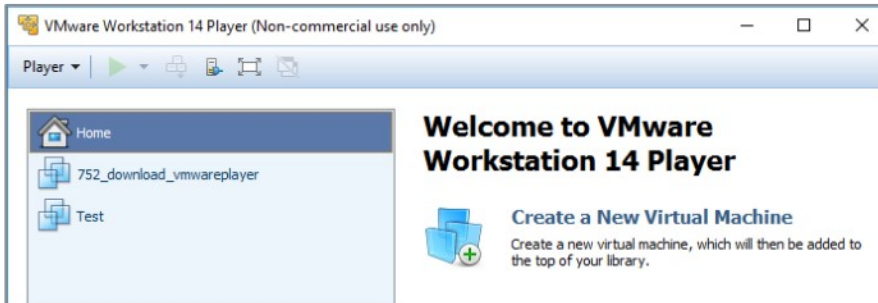 VMware Workstation 14 Player (Non-commercial use only)
Player
Home
752_download_vmwareplayer
Test
Welcome to VMware
Workstation 14 Player
Create a New Virtual Machine
Create a new virtual machine, which will then be added to
the top of your library.